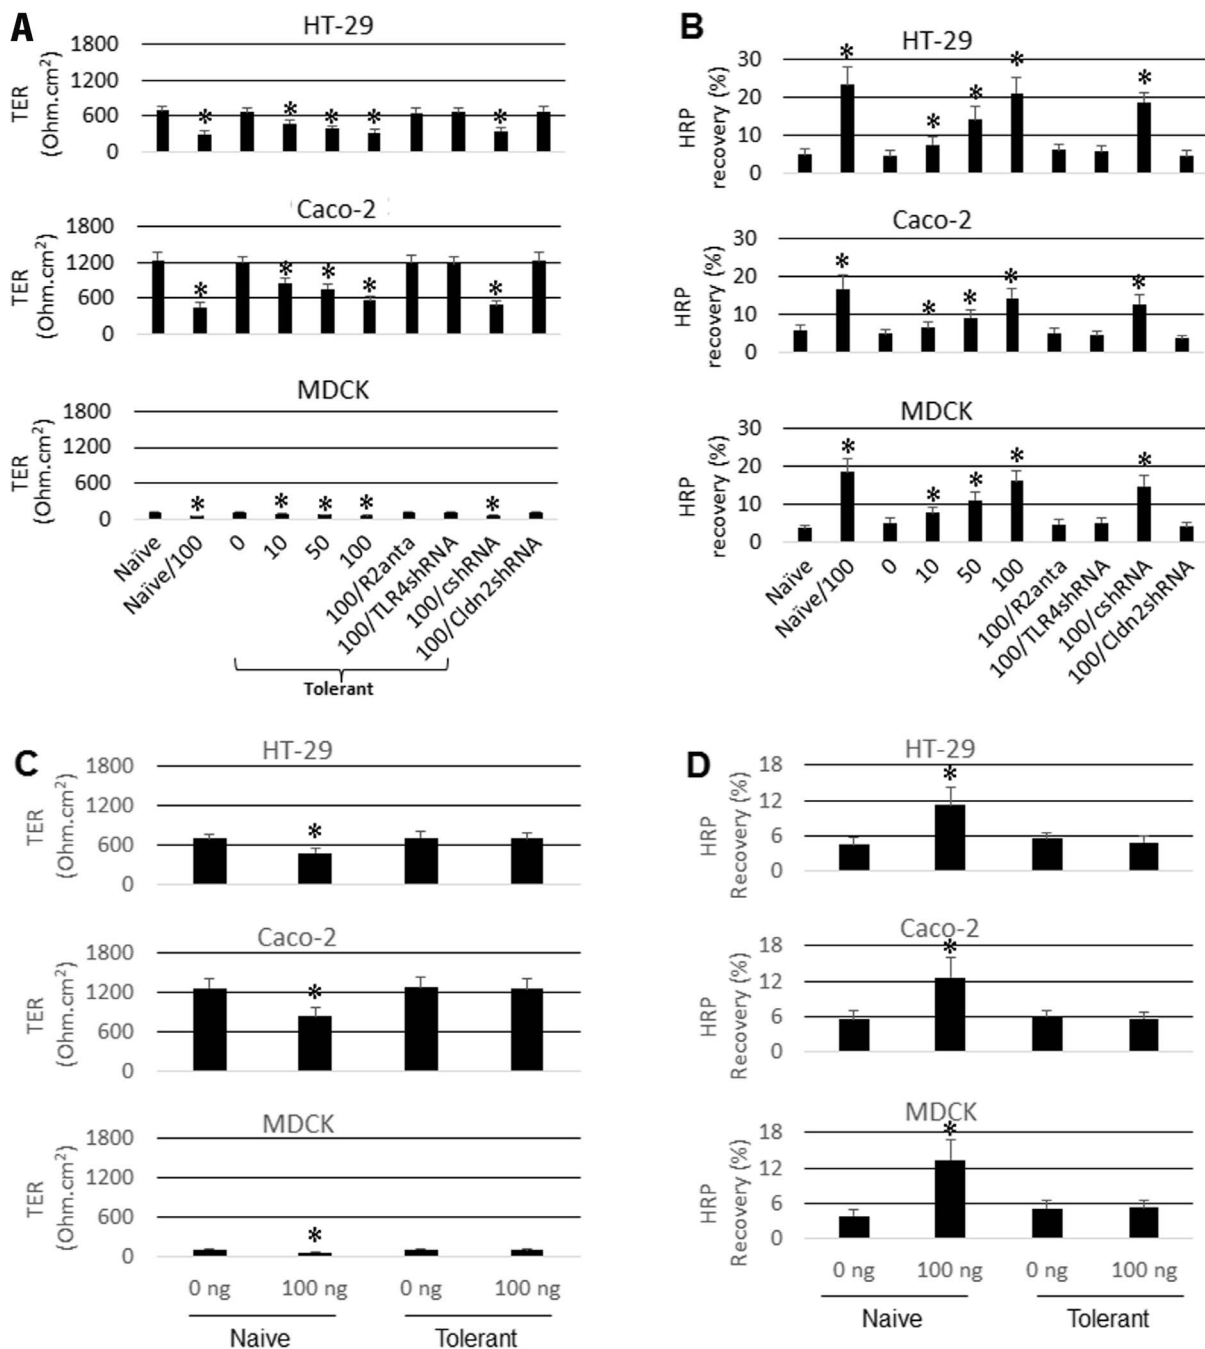 A
HT-29
TER
(Ohm.cm²)
1800
1200
600
0
*
*
*
*
*
Caco-2
TER
(Ohm.cm²)
1800
1200
600
0
*
*
*
*
*
MDCK
TER
(Ohm.cm²)
1800
1200
600
0
*
*
*
*
*
Naïve
Naïve/100
0
10
50
100
100/R2anta
100/TLR4shRNA
100/cshRNA
100/Cldn2shRNA
Tolerant
B
HT-29
HRP
recovery (%)
30
20
10
0
*
*
*
*
*
Caco-2
HRP
recovery (%)
30
20
10
0
*
*
*
*
*
MDCK
HRP
recovery (%)
30
20
10
0
*
*
*
*
*
Naïve
Naïve/100
0
10
50
100
100/R2anta
100/TLR4shRNA
100/cshRNA
100/Cldn2shRNA
C
HT-29
TER
(Ohm.cm²)
1800
1200
600
0
*
Caco-2
TER
(Ohm.cm²)
1800
1200
600
0
*
MDCK
TER
(Ohm.cm²)
1800
1200
600
0
*
0 ng
100 ng
0 ng
100 ng
Naive
Tolerant
D
HT-29
HRP
Recovery (%)
18
12
6
0
*
Caco-2
HRP
Recovery (%)
18
12
6
0
*
MDCK
HRP
Recovery (%)
18
12
6
0
*
0 ng
100 ng
0 ng
100 ng
Naive
Tolerant